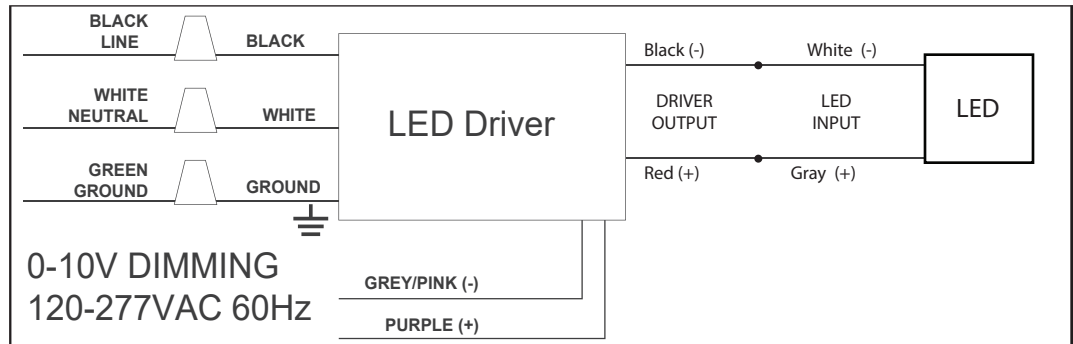 BLACK
LINE
BLACK
WHITE
NEUTRAL
WHITE
GREEN
GROUND
GROUND
LED Driver
Black (-)
White (-)
DRIVER
OUTPUT
LED
INPUT
LED
Red (+)
Gray (+)
0-10V DIMMING
120-277VAC 60Hz
GREY/PINK (-)
PURPLE (+)